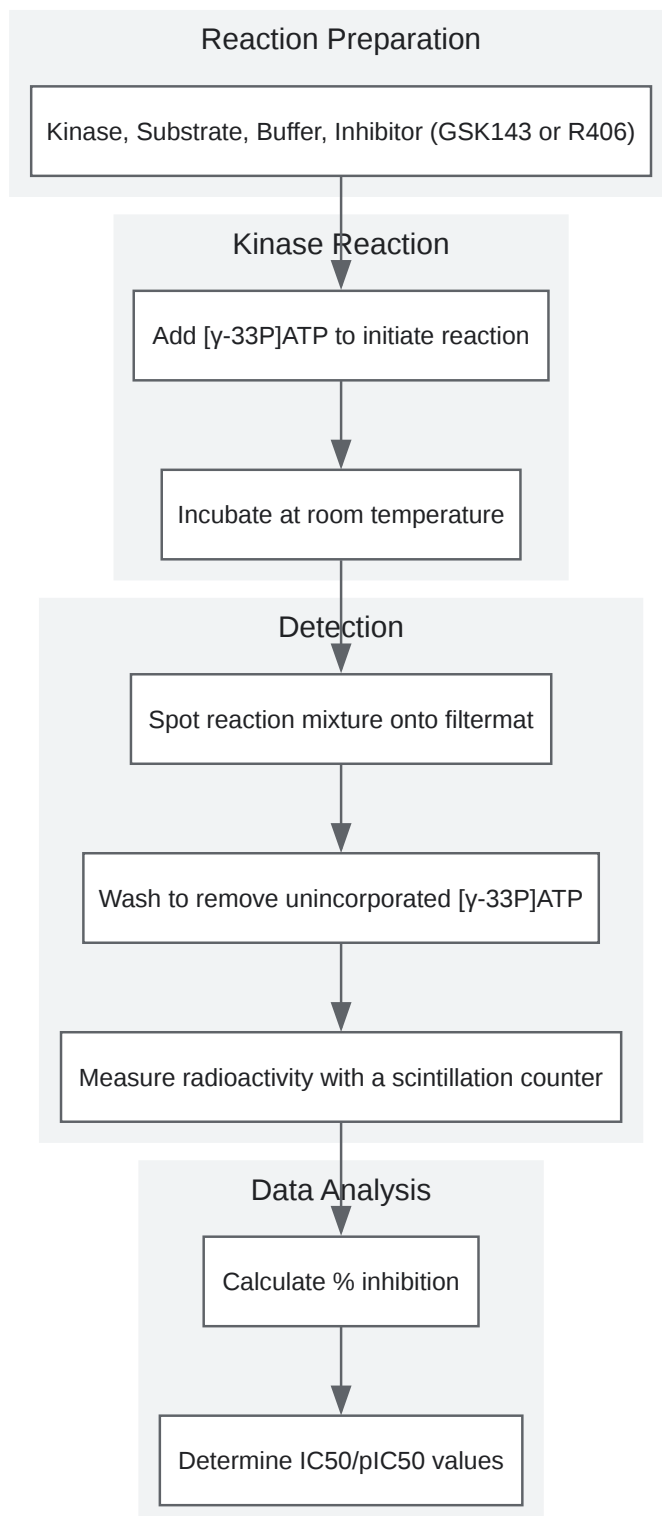 Reaction Preparation
Kinase, Substrate, Buffer, Inhibitor (GSK143 or R406)
Kinase Reaction
Add [γ-33P]ATP to initiate reaction
Incubate at room temperature
Detection
Spot reaction mixture onto filtermat
Wash to remove unincorporated [γ-33P]ATP
Measure radioactivity with a scintillation counter
Data Analysis
Calculate % inhibition
Determine IC50/pIC50 values